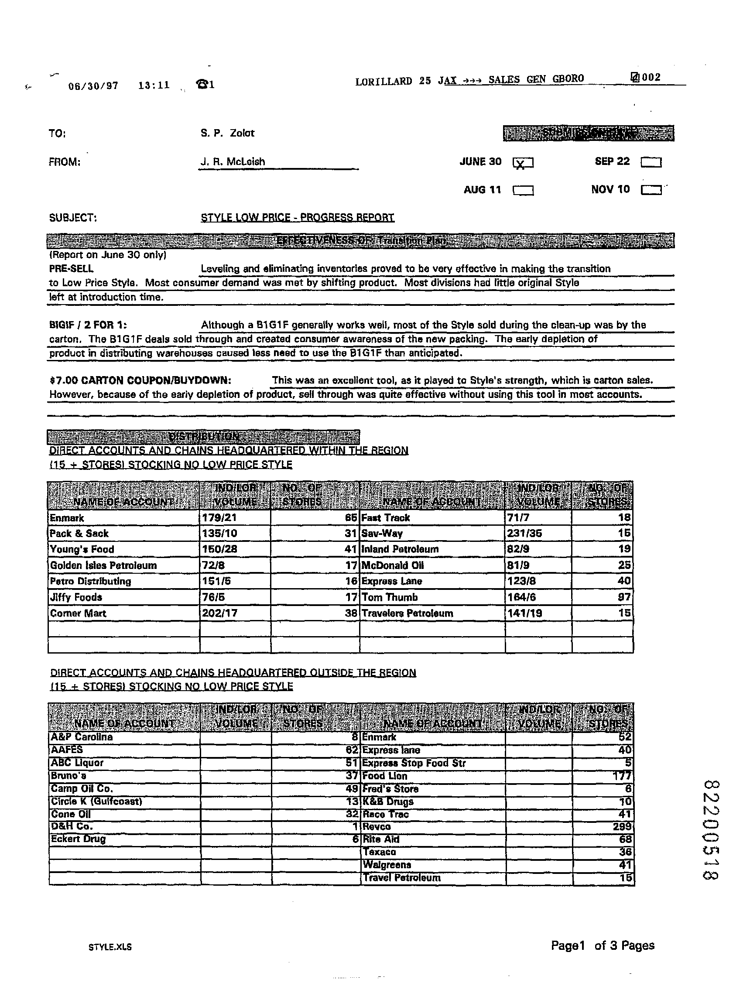 06/30/97 13:11 ☎1 LORILLARD 25 JAX →→→ SALES GEN GBORO 002
TO: S. P. Zolot
FROM: J. R. McLeish JUNE 30 [X] SEP 22 [ ]
AUG 11 [ ] NOV 10 [ ]
SUBJECT: STYLE LOW PRICE - PROGRESS REPORT
EFFECTIVENESS OF: Transition Plan
(Report on June 30 only)
PRE-SELL Leveling and eliminating inventories proved to be very effective in making the transition
to Low Price Style. Most consumer demand was met by shifting product. Most divisions had little original Style
left at introduction time.
BIGIF / 2 FOR 1: Although a B1G1F generally works well, most of the Style sold during the clean-up was by the
carton. The B1G1F deals sold through and created consumer awareness of the new packing. The early depletion of
product in distributing warehouses caused less need to use the B1G1F than anticipated.
$7.00 CARTON COUPON/BUYDOWN: This was an excellent tool, as it played to Style's strength, which is carton sales.
However, because of the early depletion of product, sell through was quite effective without using this tool in most accounts.
DISTRIBUTION
DIRECT ACCOUNTS AND CHAINS HEADQUARTERED WITHIN THE REGION
(15 + STORES) STOCKING NO LOW PRICE STYLE
IND/LOR NO. OF IND/LOR NO. OF
NAME OF ACCOUNT VOLUME STORES NAME OF ACCOUNT VOLUME STORES
Enmark 179/21 65 Fast Track 71/7 16
Pack & Sack 135/10 31 Sav-Way 231/35 15
Young's Food 150/28 41 Inland Petroleum 82/9 19
Golden Isles Petroleum 72/8 17 McDonald Oil 81/9 25
Petro Distributing 151/5 16 Express Lane 123/8 40
Jiffy Foods 76/5 17 Tom Thumb 164/6 97
Corner Mart 202/17 38 Travelers Petroleum 141/19 15
DIRECT ACCOUNTS AND CHAINS HEADQUARTERED OUTSIDE THE REGION
(15 + STORES) STOCKING NO LOW PRICE STYLE
IND/LOR NO. OF IND/LOR NO. OF
NAME OF ACCOUNT VOLUME STORES NAME OF ACCOUNT VOLUME STORES
A&P Carolina 8 Enmark 52
AAFES 62 Express lane 40
ABC Liquor 51 Express Stop Food Str 5
Bruno's 37 Food Lion 177
Camp Oil Co. 49 Fred's Store 6
Circle K (Gulfcoast) 13 K&B Drugs 10
Cone Oil 32 Race Trac 41
D&H Co. 1 Revco 299
Eckert Drug 6 Rite Aid 68
Texaco 36
Walgreens 41
Travel Petroleum 15
82200518
STYLE.XLS Page1 of 3 Pages